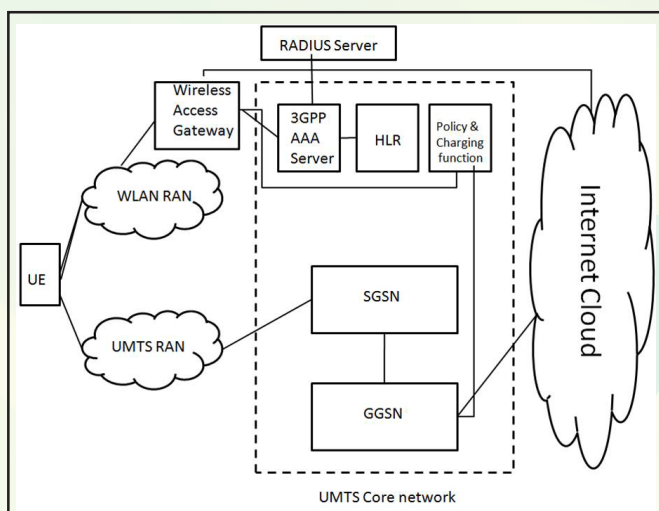 RADIUS Server
Wireless
Access
Gateway
3GPP
AAA
Server
HLR
Policy &
Charging
function
WLAN RAN
UE
UMTS RAN
SGSN
GGSN
Internet Cloud
UMTS Core network